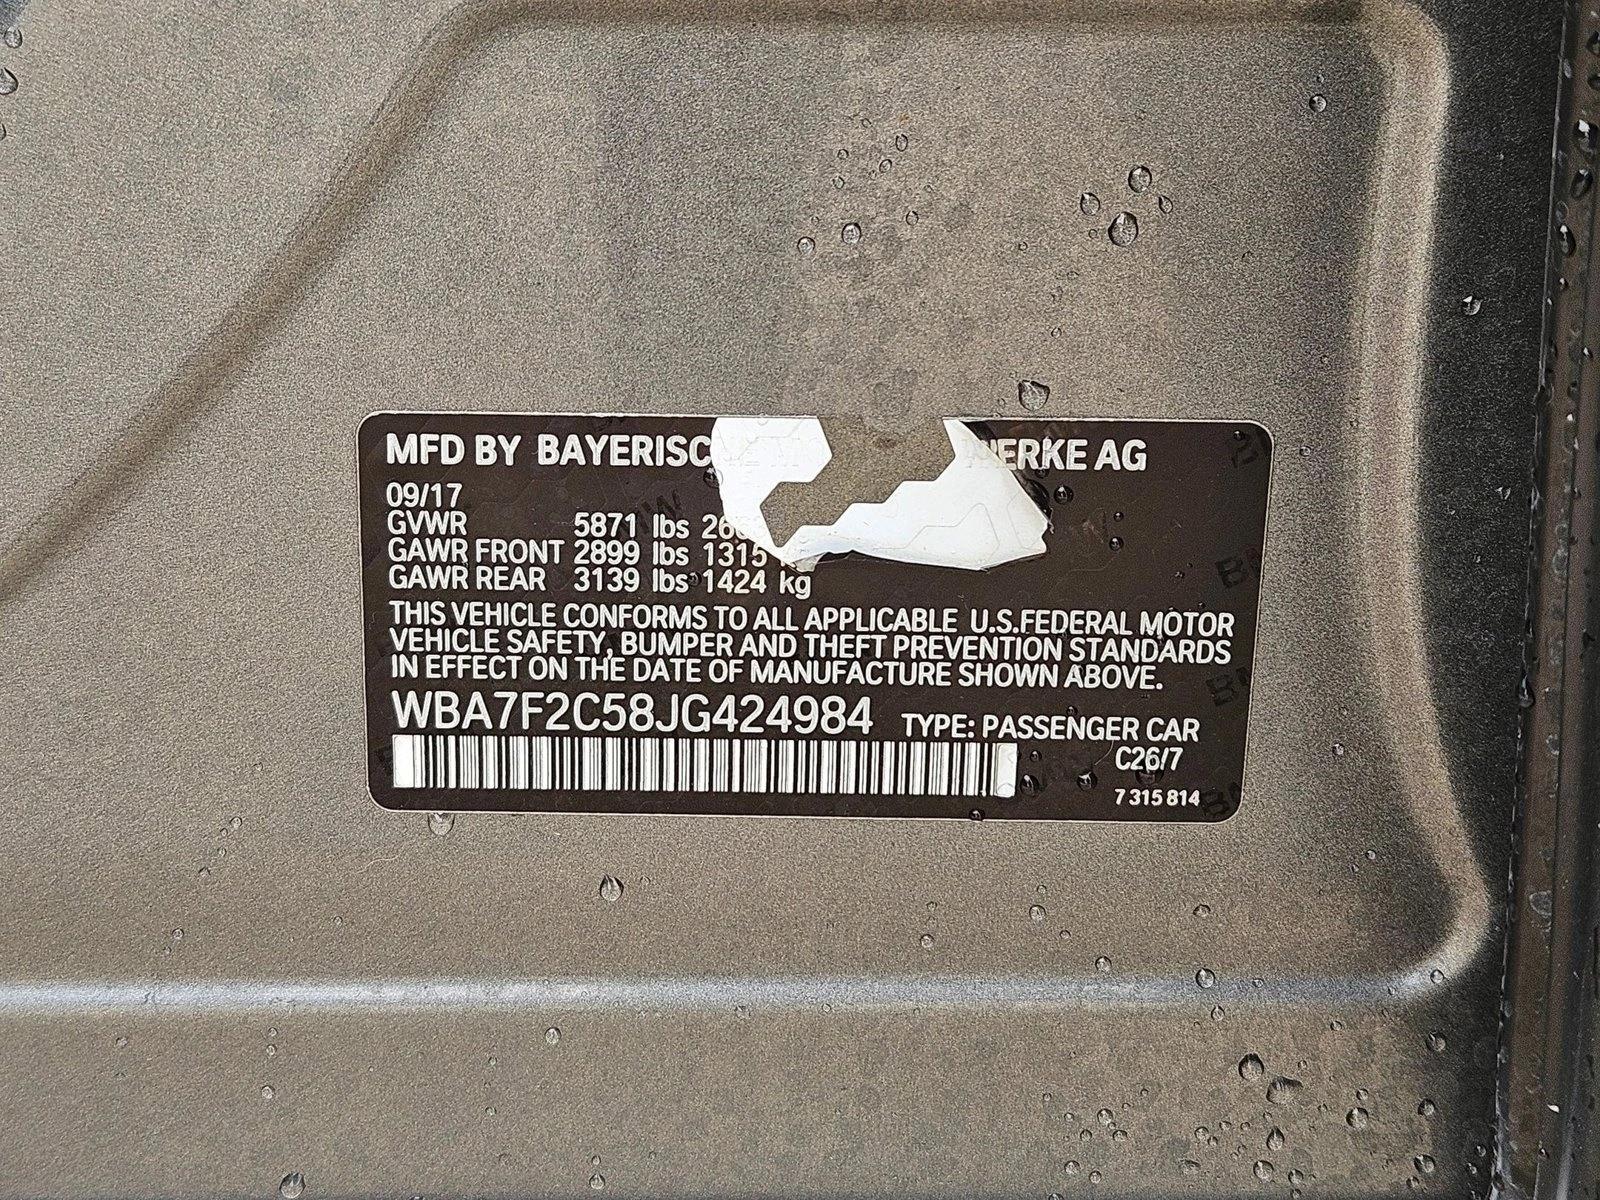 MFD BY BAYERISC ERKE AG
09/17
GVWR 5871 lbs
GAWR FRONT 2899 lbs 1315
GAWR REAR 3139 lbs 1424 kg
THIS VEHICLE CONFORMS TO ALL APPLICABLE U.S.FEDERAL MOTOR
VEHICLE SAFETY, BUMPER AND THEFT PREVENTION STANDARDS
IN EFFECT ON THE DATE OF MANUFACTURE SHOWN ABOVE.
WBA7F2C58JG424984 TYPE: PASSENGER CAR
C26/7
7 315 814